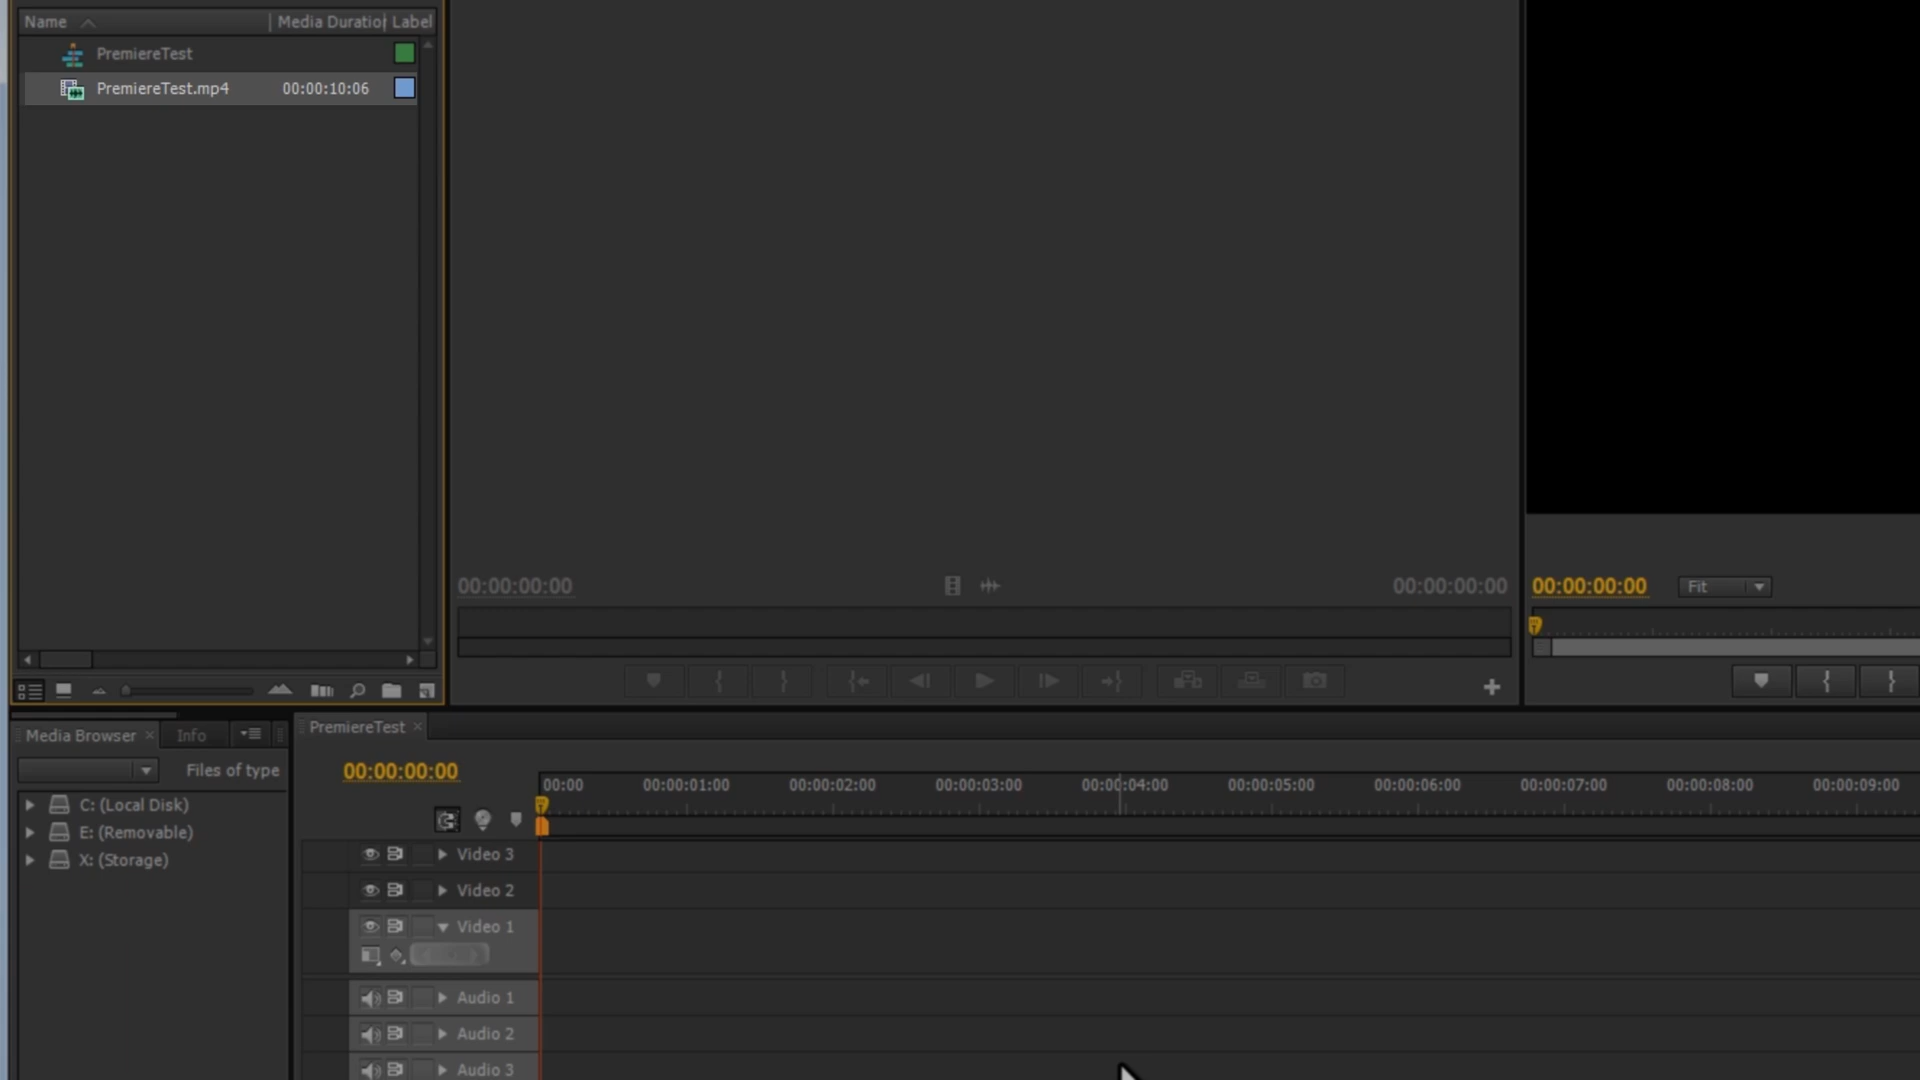 Name Media Duration Label
PremiereTest
PremiereTest.mp4 00:00:10:06
00:00:00:00 00:00:00:00
00:00:00:00 Fit
Media Browser Info
Files of type
C: (Local Disk)
E: (Removable)
X: (Storage)
PremiereTest
00:00:00:00
00:00 00:00:01:00 00:00:02:00 00:00:03:00 00:00:04:00 00:00:05:00 00:00:06:00 00:00:07:00 00:00:08:00 00:00:09:00
Video 3
Video 2
Video 1
Audio 1
Audio 2
Audio 3